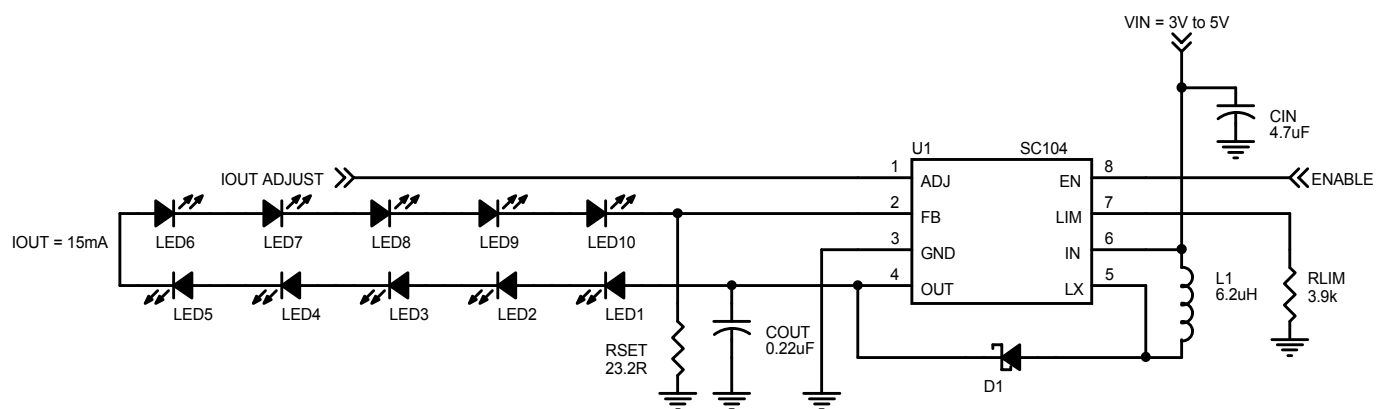 VIN = 3V to 5V
CIN
4.7uF
U1
SC104
IOUT ADJUST
1
ADJ
EN
8
ENABLE
2
FB
LIM
7
LED6
LED7
LED8
LED9
LED10
IOUT = 15mA
3
GND
IN
6
4
OUT
LX
5
LED5
LED4
LED3
LED2
LED1
L1
6.2uH
RLIM
3.9k
COUT
0.22uF
RSET
23.2R
D1